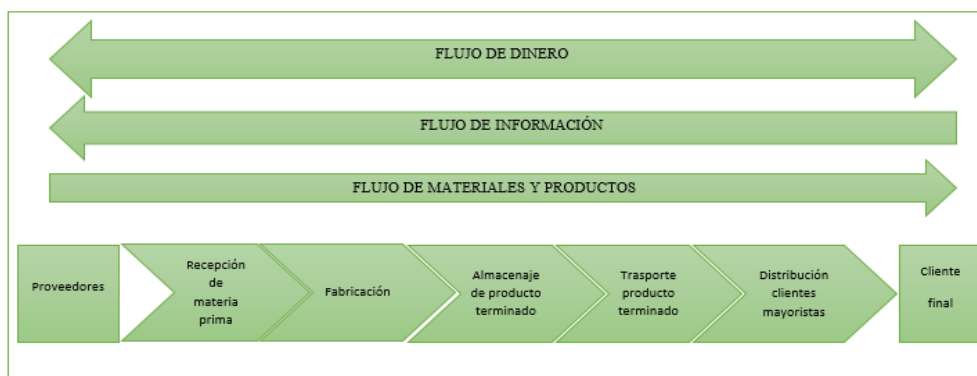 FLUJO DE DINERO
FLUJO DE INFORMACIÓN
FLUJO DE MATERIALES Y PRODUCTOS
Proveedores
Recepción
de
materia
prima
Fabricación
Almacenaje
de producto
terminado
Trasporte
producto
terminado
Distribución
clientes
mayoristas
Cliente
final